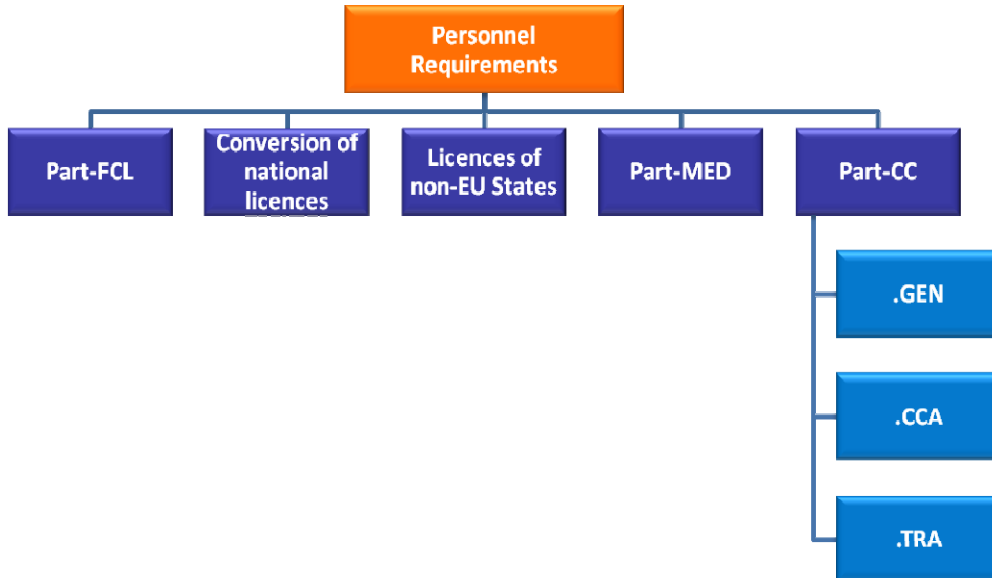 Personnel
Requirements
Part-FCL
Conversion of
national
licences
Licences of
non-EU States
Part-MED
Part-CC
.GEN
.CCA
.TRA